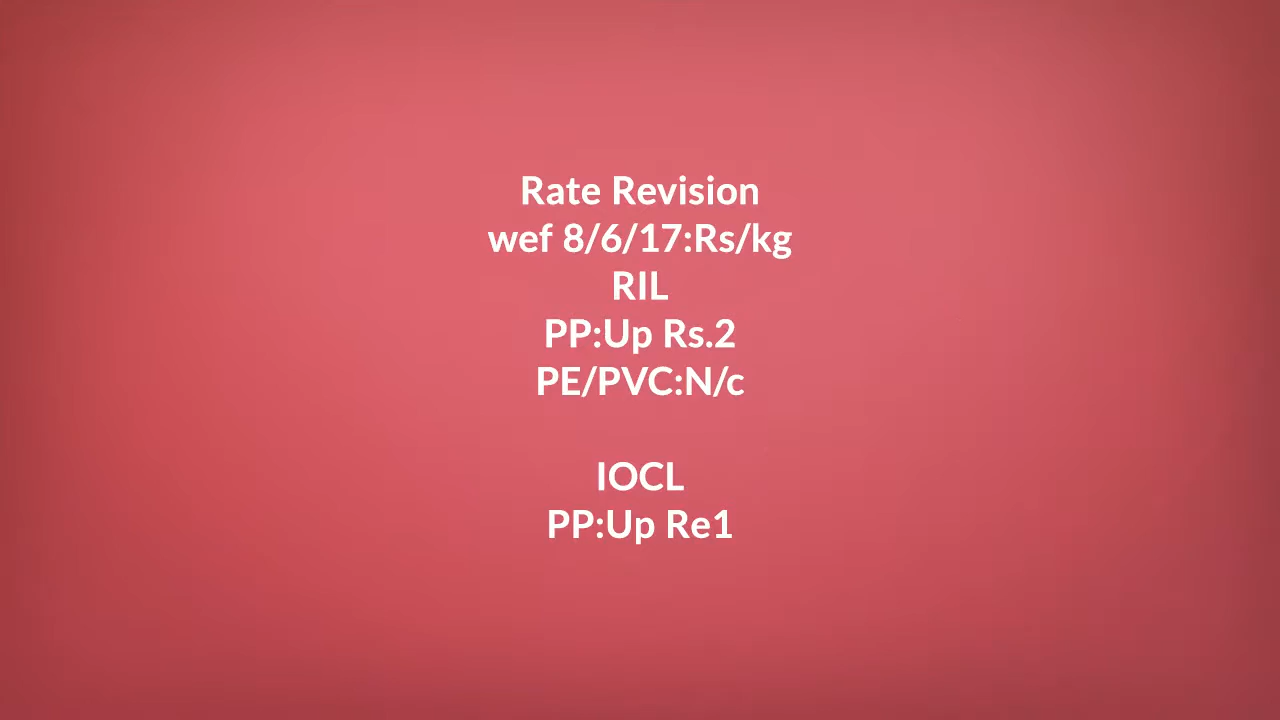 Rate Revision
wef 8/6/17:Rs/kg
RIL
PP:Up Rs.2
PE/PVC:N/c
IOCL
PP:Up Re1